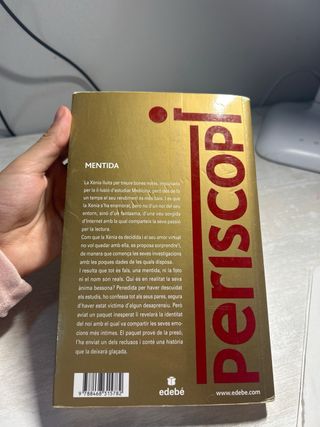 MENTIDA
La Xènia lluita per treure bones notes, impulsada
per la il·lusió d'estudiar Medicina, però des de fa
un temps el seu rendiment és més baix. I és que
la Xènia s'ha enamorat, però no d'un noi del seu
entorn, sinó d'un fantasma, d'una veu sorgida
d'Internet amb la qual comparteix la seva passió
per la lectura.
Com que la Xènia és decidida i el seu amor virtual
no vol quedar amb ella, es proposa sorprendre'l,
de manera que comença les seves investigacions
amb les poques dades de les quals disposa.
I resulta que tot és fals, una mentida, ni la foto
ni el nom són reals. Qui és en realitat la seva
ànima bessona? Penedida per haver descuidat
els estudis, ho confessa tot als seus pares, segura
d'haver estat víctima d'algun desaprensiu. Però
aviat un paquet inesperat li revelarà la identitat
del noi amb el qual va compartir les seves emo-
cions més íntimes. El paquet prové de la presó,
l'ha enviat un dels reclusos i conté una història
que la deixarà glaçada.
9 788468 315782
edebé
www.edebe.com
periscopi